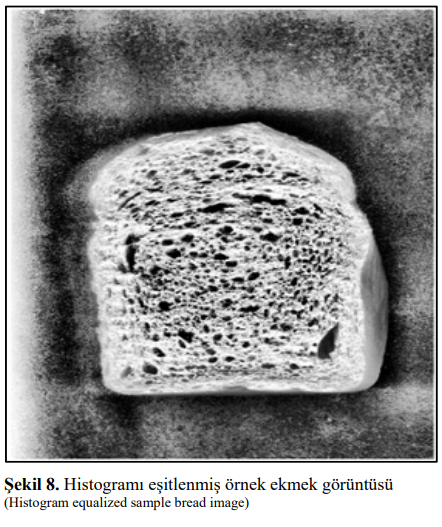 Şekil 8. Histogramı eşitlenmiş örnek ekmek görüntüsü
(Histogram equalized sample bread image)